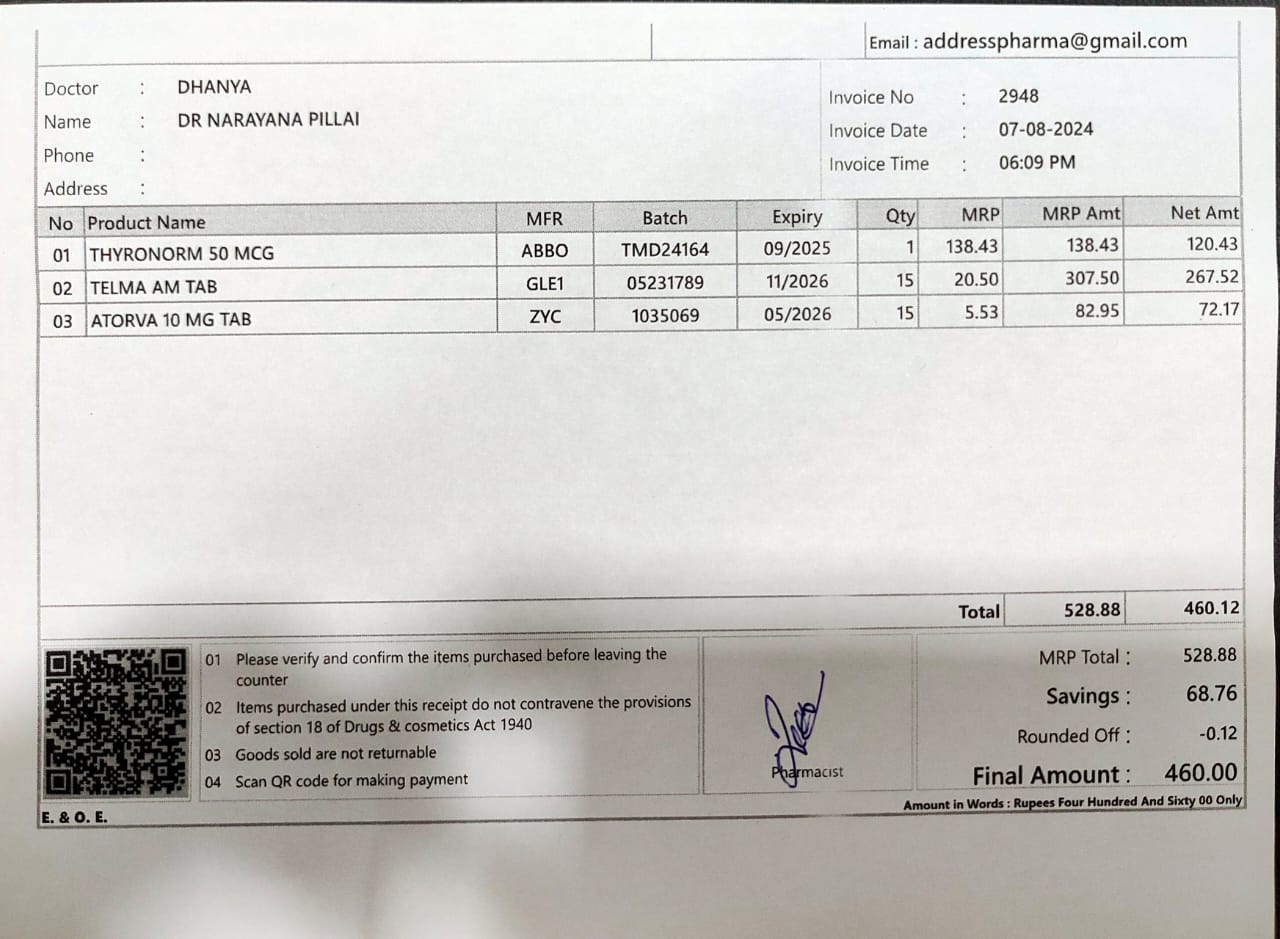 Email : addresspharma@gmail.com
Doctor : DHANYA
Name : DR NARAYANA PILLAI
Phone :
Address :
Invoice No : 2948
Invoice Date : 07-08-2024
Invoice Time : 06:09 PM
No Product Name MFR Batch Expiry Qty MRP MRP Amt Net Amt
01 THYRONORM 50 MCG ABBO TMD24164 09/2025 1 138.43 138.43 120.43
02 TELMA AM TAB GLE1 05231789 11/2026 15 20.50 307.50 267.52
03 ATORVA 10 MG TAB ZYC 1035069 05/2026 15 5.53 82.95 72.17
Total 528.88 460.12
01 Please verify and confirm the items purchased before leaving the
counter
02 Items purchased under this receipt do not contravene the provisions
of section 18 of Drugs & cosmetics Act 1940
03 Goods sold are not returnable
04 Scan QR code for making payment
Pharmacist
MRP Total : 528.88
Savings : 68.76
Rounded Off : -0.12
Final Amount : 460.00
Amount in Words : Rupees Four Hundred And Sixty 00 Only
E. & O. E.